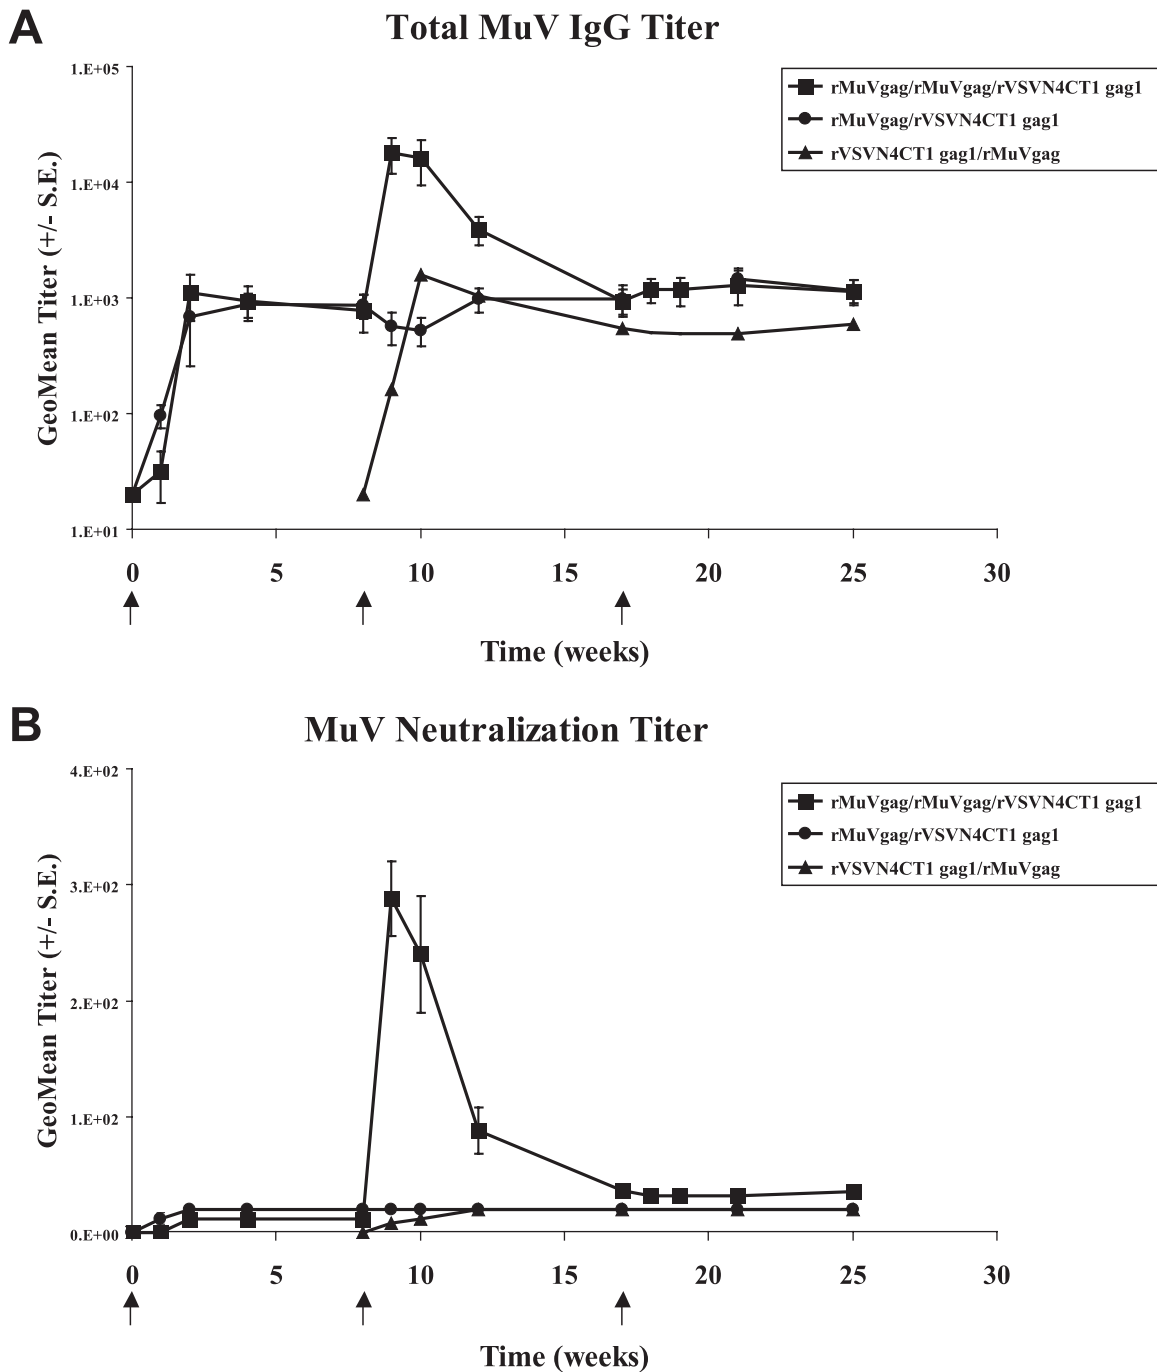 A
Total MuV IgG Titer
1.E+05
1.E+04
1.E+03
1.E+02
1.E+01
GeoMean Titer (+/- S.E.)
rMuVgag/rMuVgag/rVSVN4CT1 gag1
rMuVgag/rVSVN4CT1 gag1
rVSVN4CT1 gag1/rMuVgag
0 5 10 15 20 25 30
Time (weeks)
B
MuV Neutralization Titer
4.E+02
3.E+02
2.E+02
1.E+02
0.E+00
GeoMean Titer (+/- S.E.)
rMuVgag/rMuVgag/rVSVN4CT1 gag1
rMuVgag/rVSVN4CT1 gag1
rVSVN4CT1 gag1/rMuVgag
0 5 10 15 20 25 30
Time (weeks)